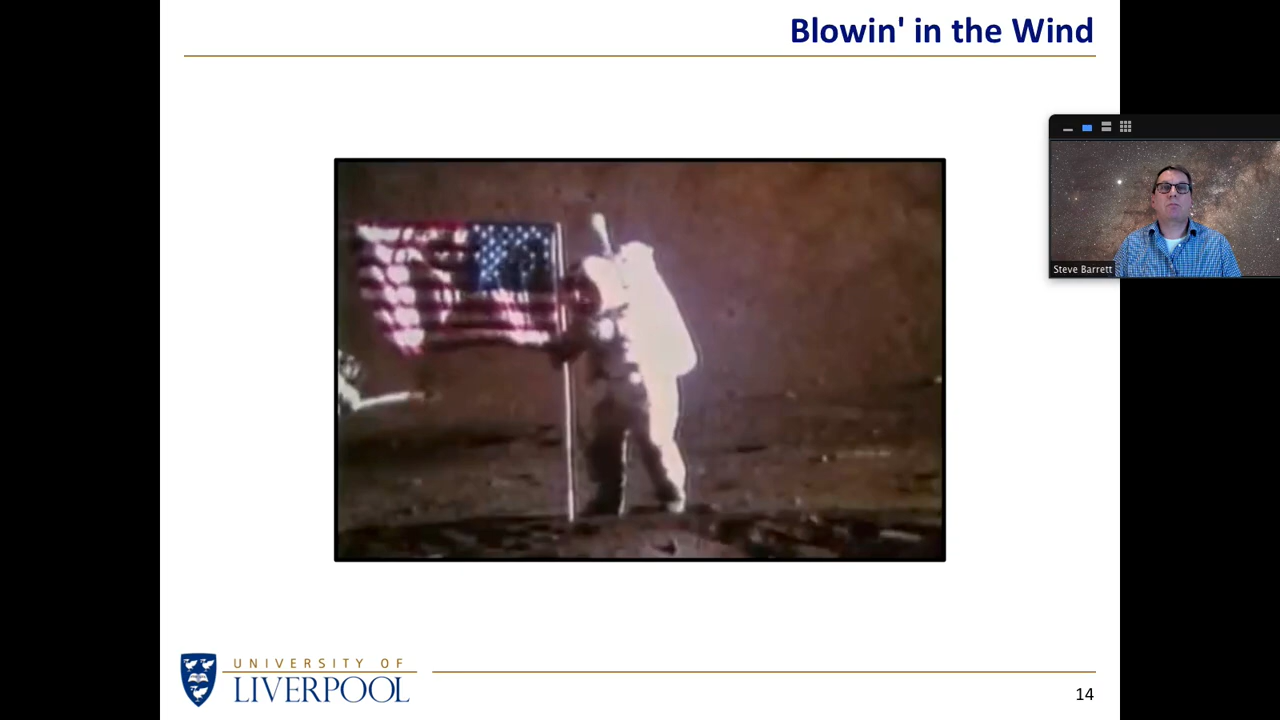 Blowin' in the Wind
Steve Barrett
UNIVERSITY OF
LIVERPOOL
14